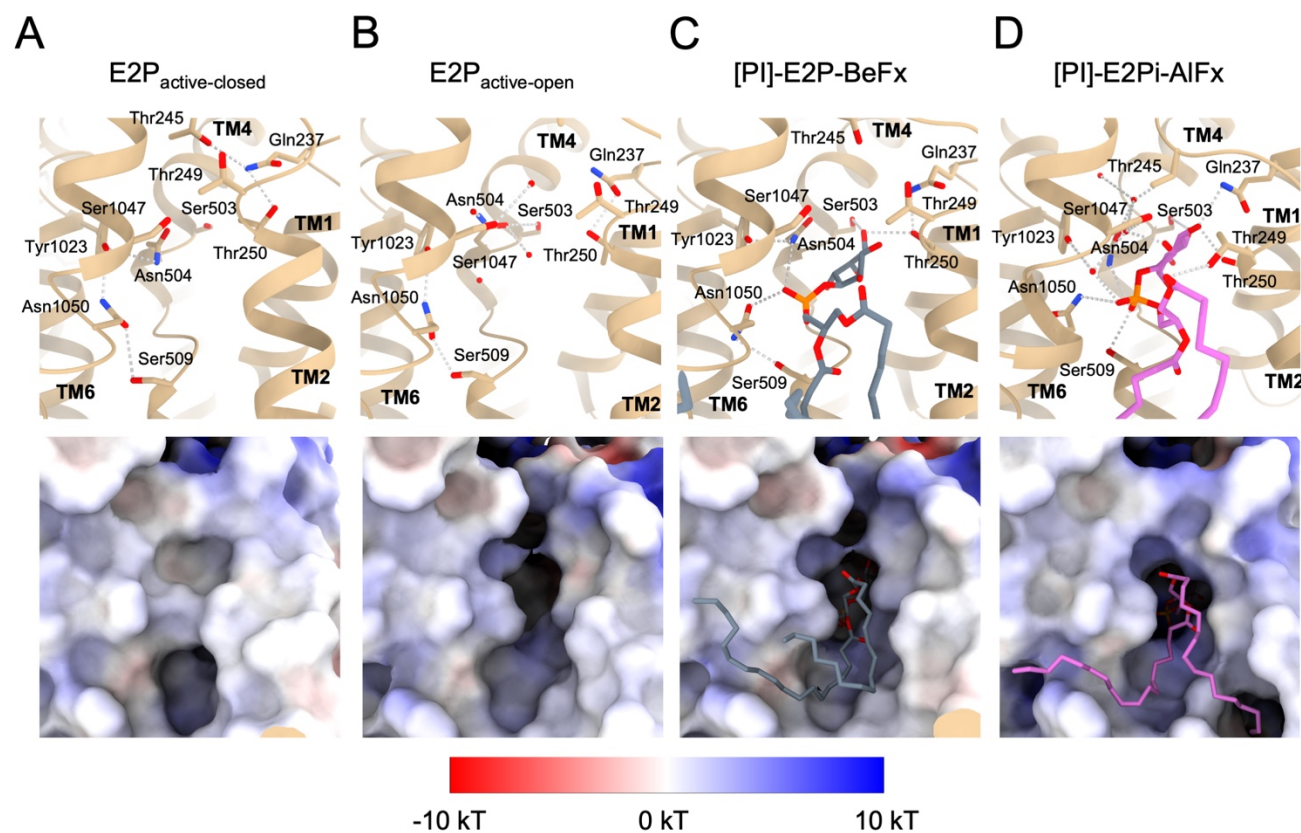 A
B
C
D
E2Pactive-closed
E2Pactive-open
[PI]-E2P-BeFx
[PI]-E2Pi-AlFx
Thr245
TM4
Gln237
Thr249
Ser1047
Ser503
TM1
Tyr1023
Thr250
Asn504
Asn1050
Ser509
TM6
TM2
TM4
Gln237
Asn504
Ser503
Thr249
TM1
Tyr1023
Ser1047
Thr250
Asn1050
Ser509
TM6
TM2
Thr245
TM4
Gln237
Ser1047
Ser503
Thr249
Tyr1023
Asn504
TM1
Thr250
Asn1050
Ser509
TM6
TM2
TM4
Thr245
Gln237
Ser1047
Ser503
TM1
Tyr1023
Asn504
Thr249
Asn1050
Thr250
Ser509
TM6
TM2
-10 kT
0 kT
10 kT